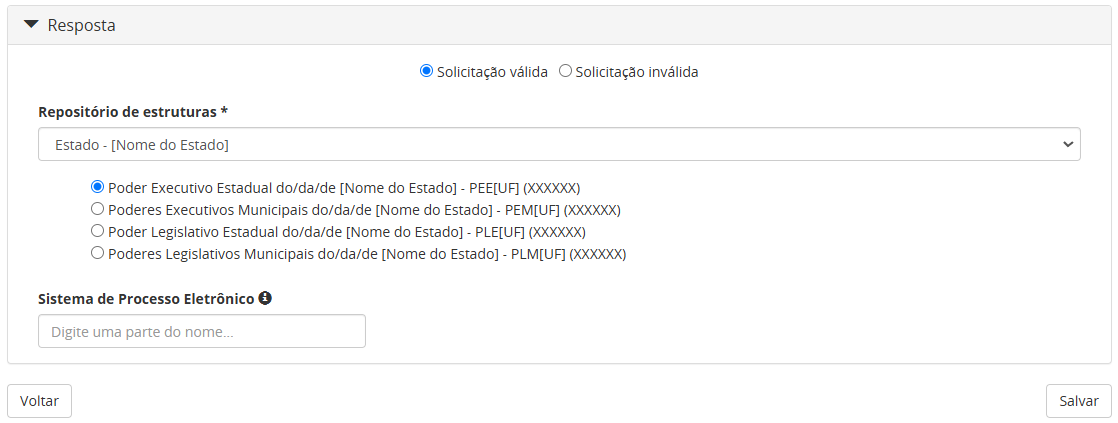 Resposta
Solicitação válida Solicitação inválida
Repositório de estruturas *
Estado - [Nome do Estado]
Poder Executivo Estadual do/da/de [Nome do Estado] - PEE[UF] (XXXXXX)
Poderes Executivos Municipais do/da/de [Nome do Estado] - PEM[UF] (XXXXXX)
Poder Legislativo Estadual do/da/de [Nome do Estado] - PLE[UF] (XXXXXX)
Poderes Legislativos Municipais do/da/de [Nome do Estado] - PLM[UF] (XXXXXX)
Sistema de Processo Eletrônico
Digite uma parte do nome...
Voltar Salvar